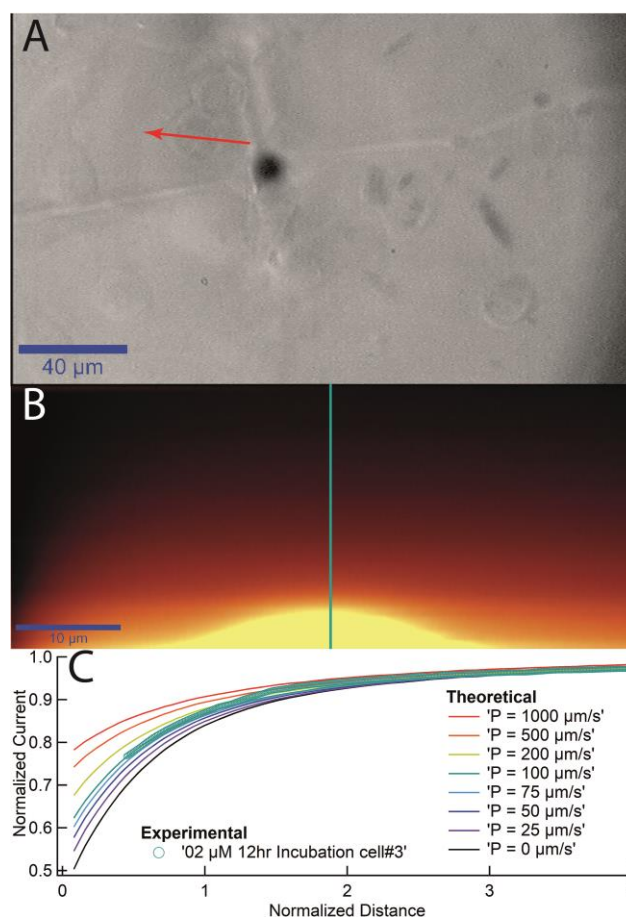 A
40 µm
B
10 µm
C
1.0
0.9
0.8
0.7
0.6
0.5
Normalized Current
0
1
2
3
Normalized Distance
Theoretical
'P = 1000 µm/s'
'P = 500 µm/s'
'P = 200 µm/s'
'P = 100 µm/s'
'P = 75 µm/s'
'P = 50 µm/s'
'P = 25 µm/s'
'P = 0 µm/s'
Experimental
'02 µM 12hr Incubation cell#3'